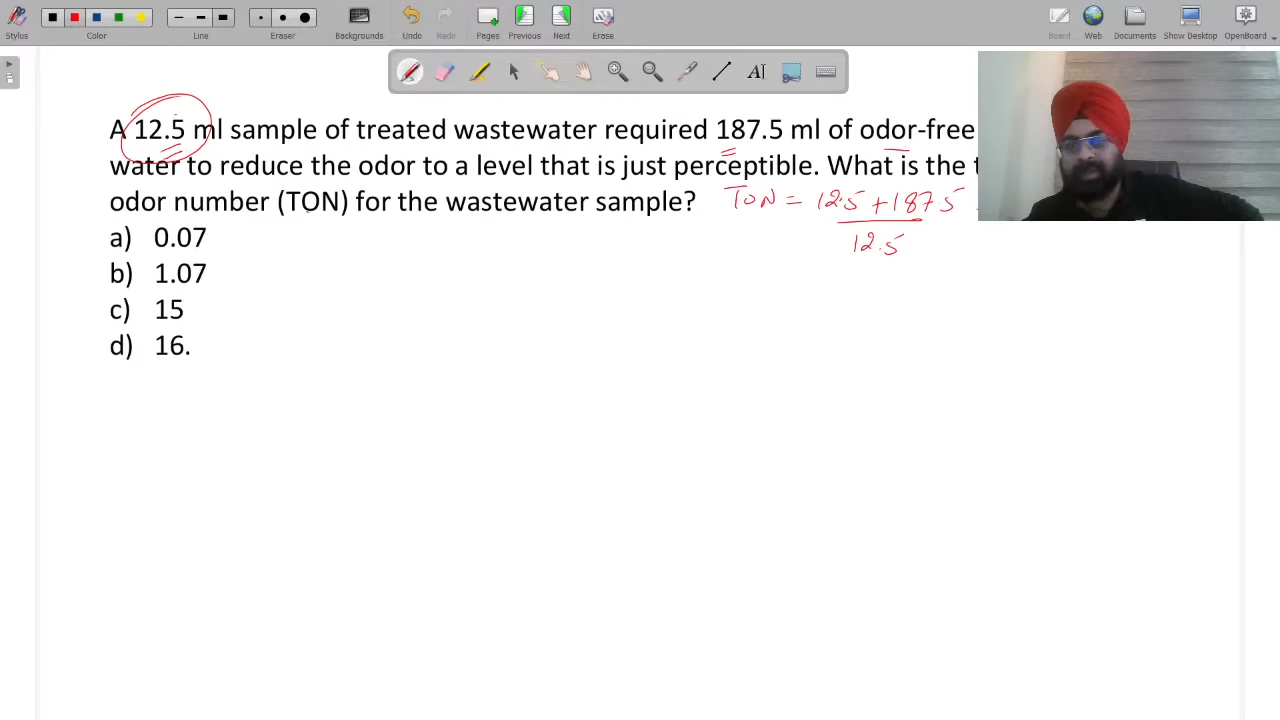 Stylus
Color
Line
Eraser
Backgrounds
Undo
Redo
Pages
Previous
Next
Erase
Board
Web
Documents
Show Desktop
OpenBoard
A 12.5 ml sample of treated wastewater required 187.5 ml of odor-free
water to reduce the odor to a level that is just perceptible. What is the
odor number (TON) for the wastewater sample?
TON = 12.5 + 187.5
12.5
a) 0.07
b) 1.07
c) 15
d) 16.